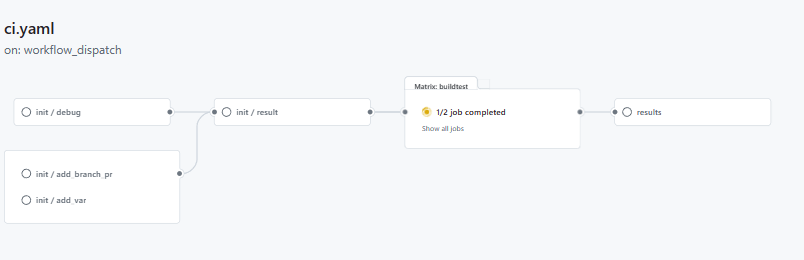 ci.yaml
on: workflow_dispatch
Matrix: buildtest
init / debug
init / result
1/2 job completed
Show all jobs
results
init / add_branch_pr
init / add_var